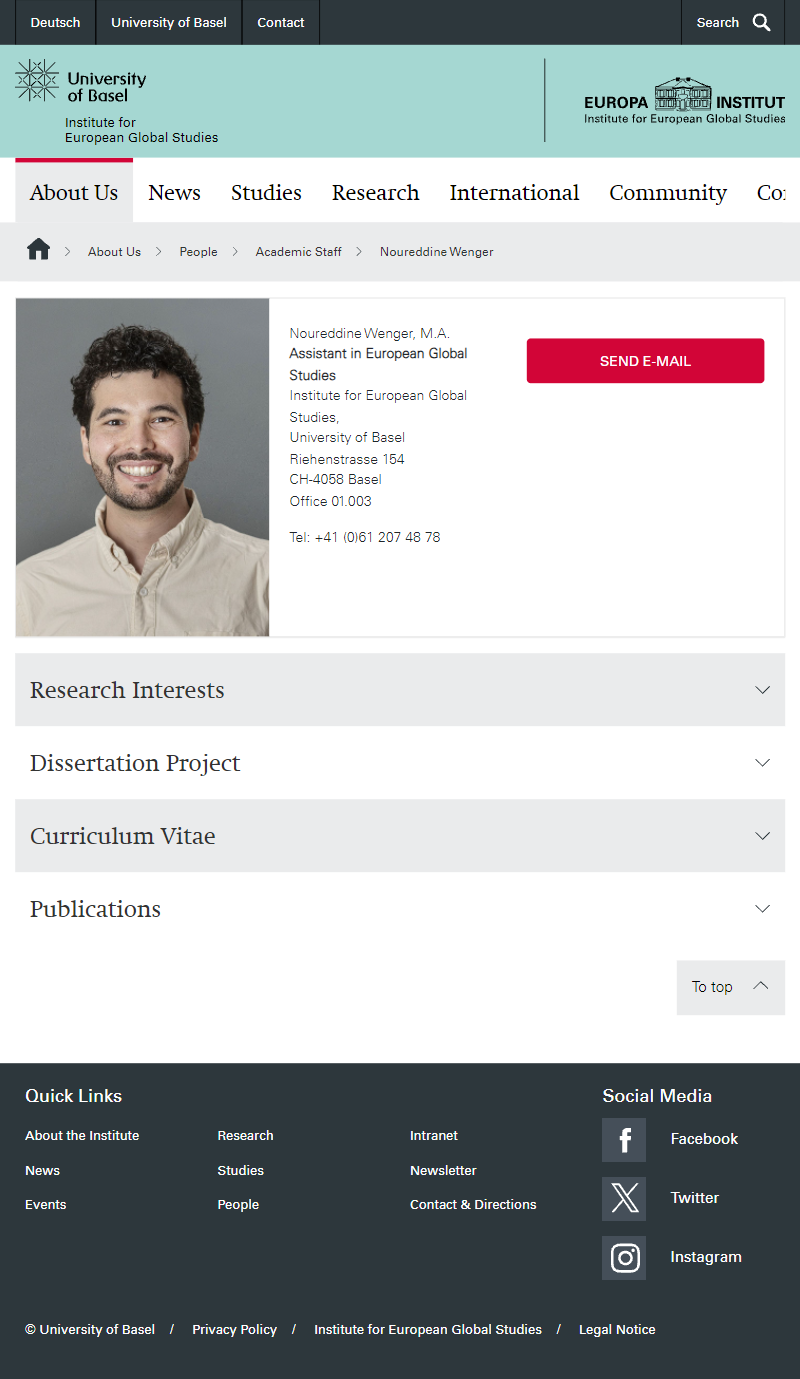 Deutsch
University of Basel
Contact
Search
University
of Basel
Institute for
European Global Studies
EUROPA INSTITUT
Institute for European Global Studies
About Us
News
Studies
Research
International
Community
Co
About Us
People
Academic Staff
Noureddine Wenger
Noureddine Wenger, M.A.
Assistant in European Global
Studies
Institute for European Global
Studies,
University of Basel
Riehenstrasse 154
CH-4058 Basel
Office 01.003
Tel: +41 (0)61 207 48 78
SEND E-MAIL
Research Interests
Dissertation Project
Curriculum Vitae
Publications
To top
Quick Links
About the Institute
News
Events
Research
Studies
People
Intranet
Newsletter
Contact & Directions
Social Media
Facebook
Twitter
Instagram
© University of Basel / Privacy Policy / Institute for European Global Studies / Legal Notice